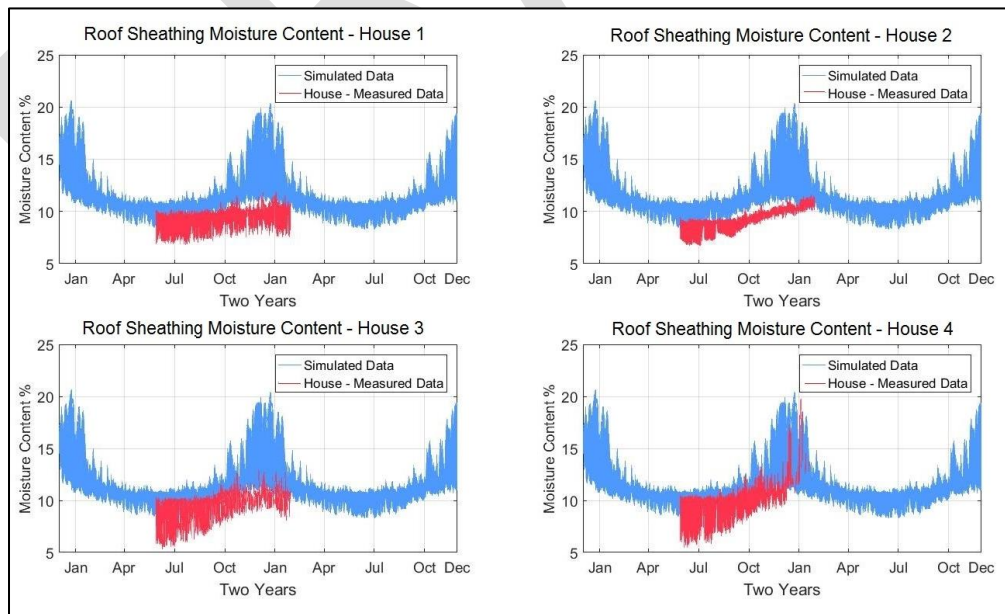 Roof Sheathing Moisture Content - House 1
25
20
15
10
5
Moisture Content %
Simulated Data
House - Measured Data
Jan Apr Jul Oct Jan Apr Jul Oct Dec
Two Years
Roof Sheathing Moisture Content - House 2
25
20
15
10
5
Moisture Content %
Simulated Data
House - Measured Data
Jan Apr Jul Oct Jan Apr Jul Oct Dec
Two Years
Roof Sheathing Moisture Content - House 3
25
20
15
10
5
Moisture Content %
Simulated Data
House - Measured Data
Jan Apr Jul Oct Jan Apr Jul Oct Dec
Two Years
Roof Sheathing Moisture Content - House 4
25
20
15
10
5
Moisture Content %
Simulated Data
House - Measured Data
Jan Apr Jul Oct Jan Apr Jul Oct Dec
Two Years